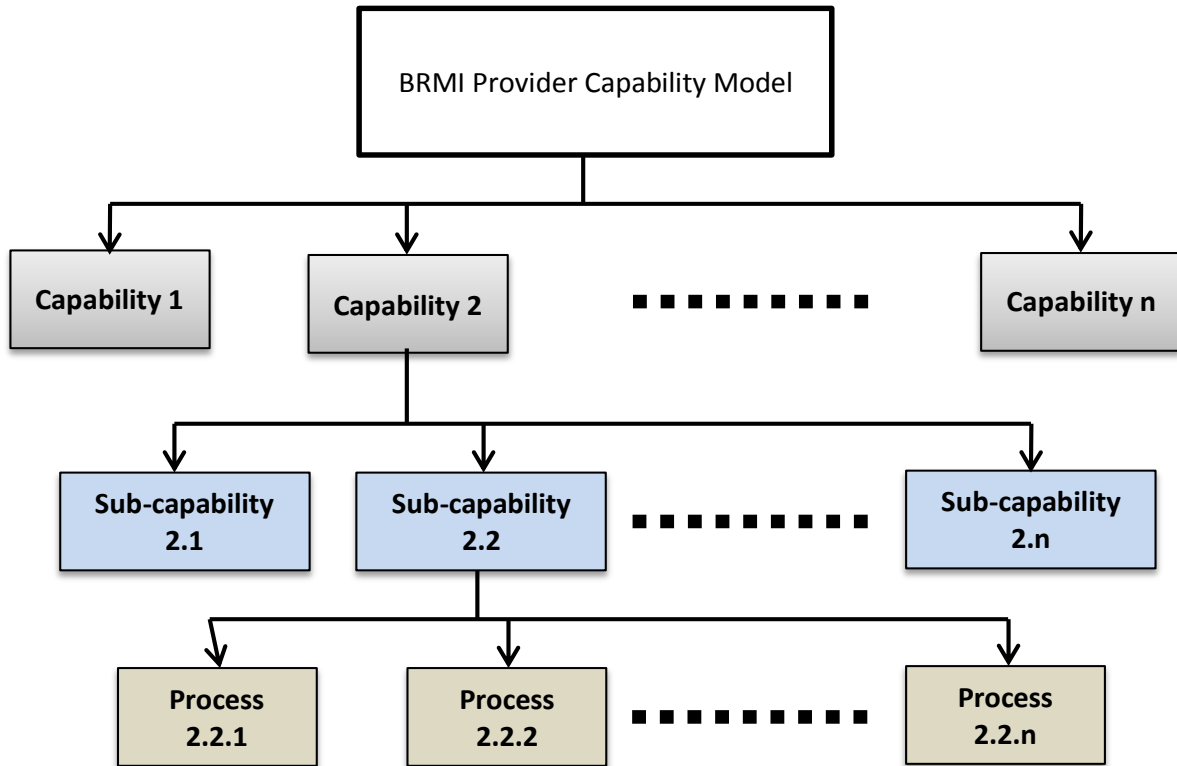 BRMI Provider Capability Model
Capability 1
Capability 2
Capability n
Sub-capability
2.1
Sub-capability
2.2
Sub-capability
2.n
Process
2.2.1
Process
2.2.2
Process
2.2.n